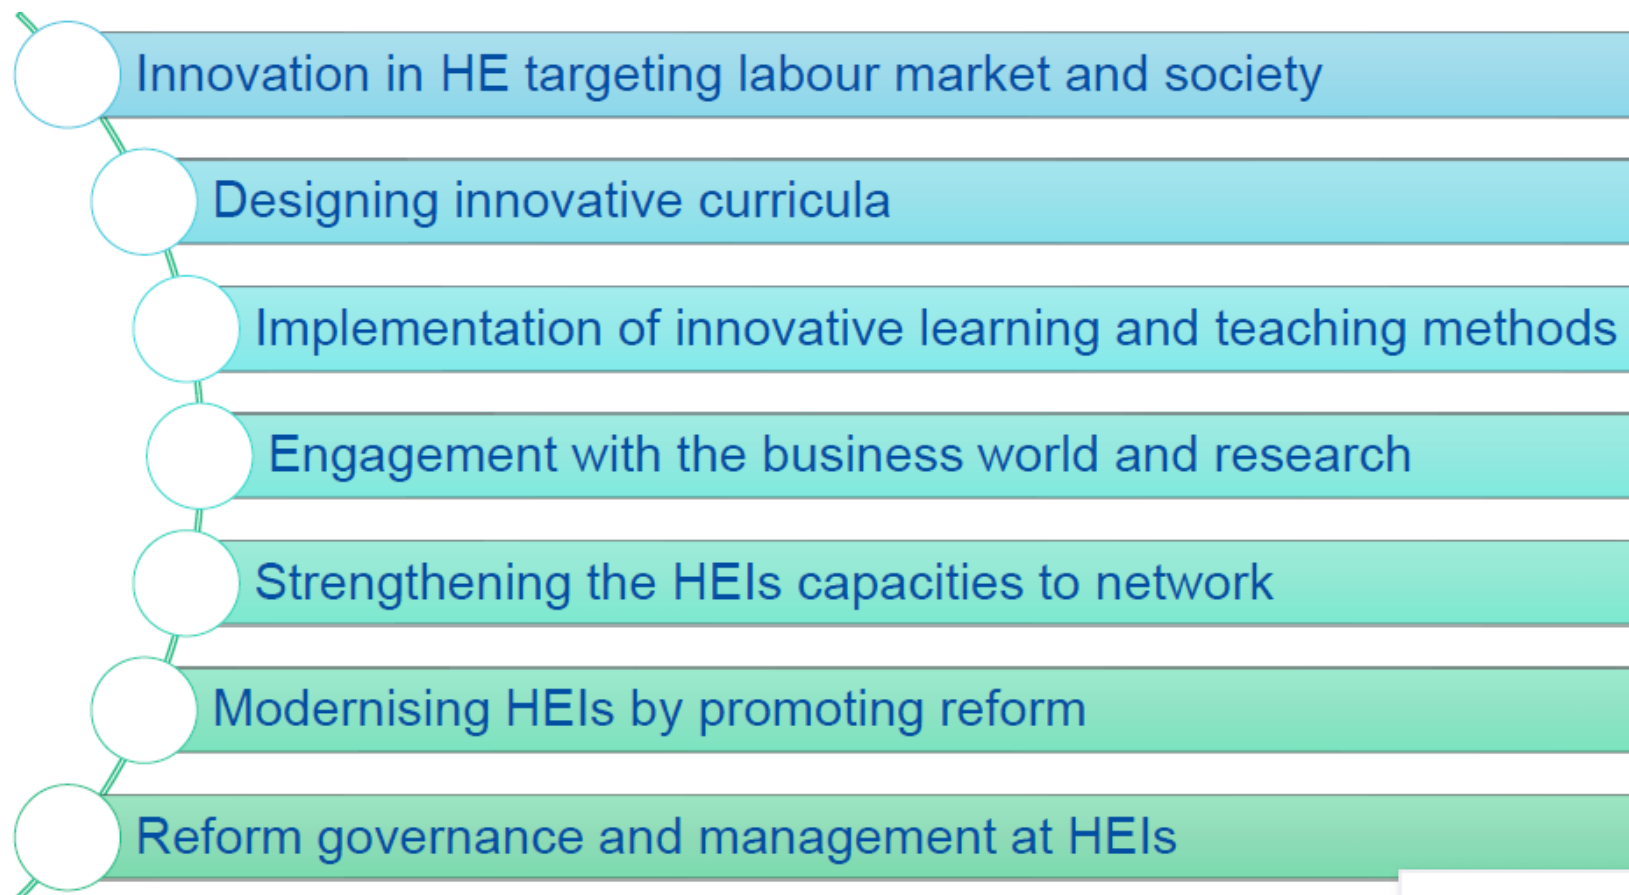 Innovation in HE targeting labour market and society
Designing innovative curricula
Implementation of innovative learning and teaching methods
Engagement with the business world and research
Strengthening the HEIs capacities to network
Modernising HEIs by promoting reform
Reform governance and management at HEIs